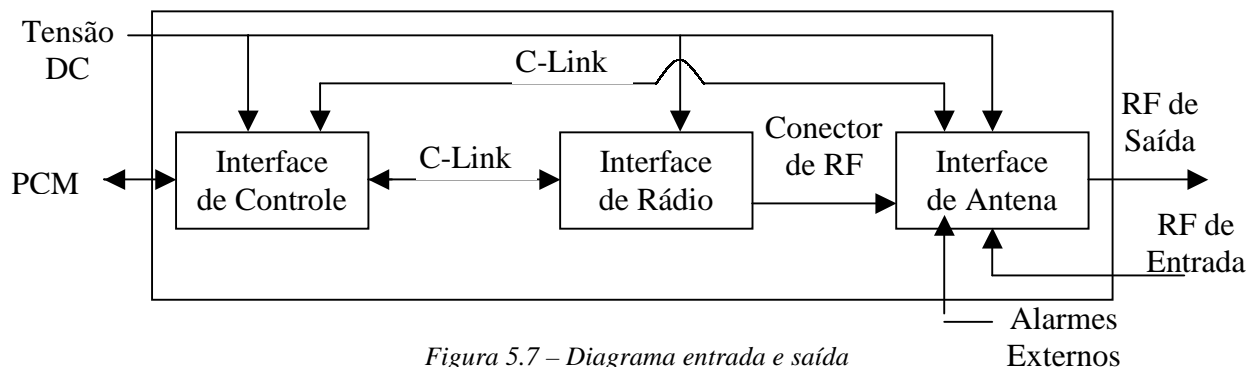 Tensão
DC
C-Link
RF de
Saída
Conector
de RF
C-Link
PCM
Interface
de Controle
Interface
de Rádio
Interface
de Antena
RF de
Entrada
Alarmes
Externos
Figura 5.7 – Diagrama entrada e saída